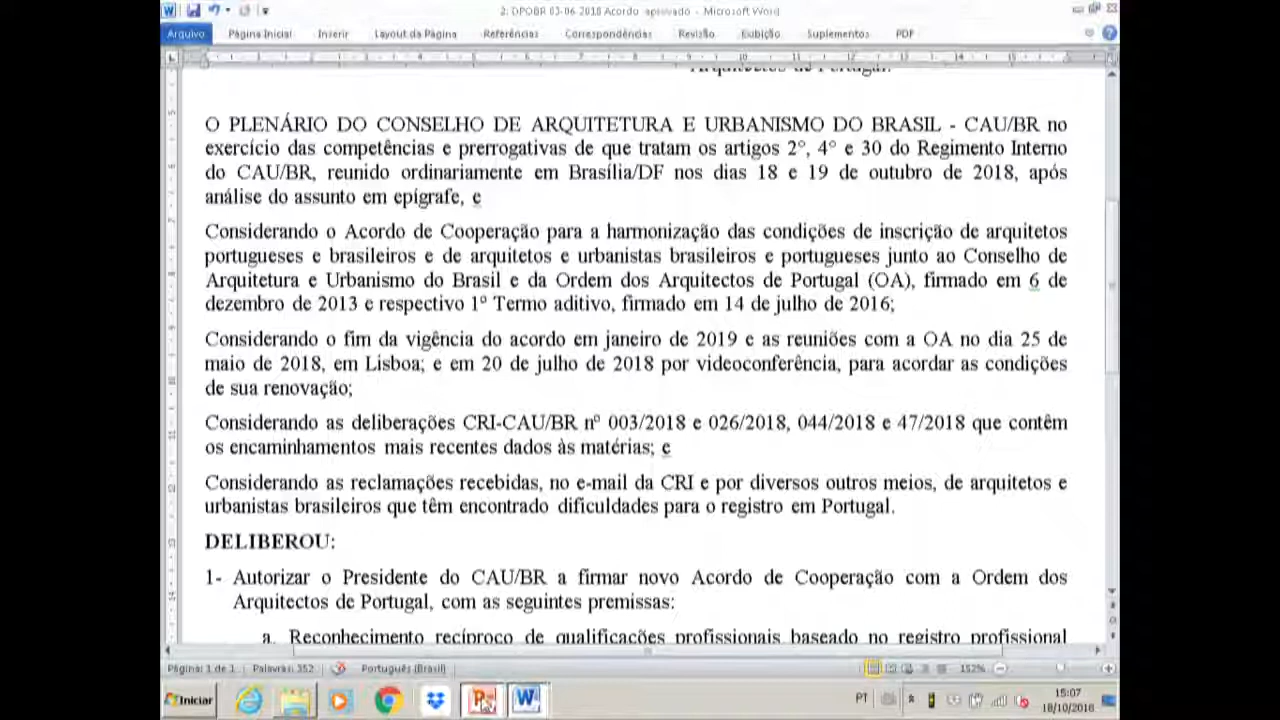 2. DPOBR 03-06.2018 Acordo aprovado - Microsoft Word
Arquivo Página Inicial Inserir Layout da Página Referências Correspondências Revisão Exibição Suplementos PDF
Arquitectos de Portugal.
O PLENÁRIO DO CONSELHO DE ARQUITETURA E URBANISMO DO BRASIL - CAU/BR no
exercício das competências e prerrogativas de que tratam os artigos 2°, 4° e 30 do Regimento Interno
do CAU/BR, reunido ordinariamente em Brasília/DF nos dias 18 e 19 de outubro de 2018, após
análise do assunto em epígrafe, e
Considerando o Acordo de Cooperação para a harmonização das condições de inscrição de arquitetos
portugueses e brasileiros e de arquitetos e urbanistas brasileiros e portugueses junto ao Conselho de
Arquitetura e Urbanismo do Brasil e da Ordem dos Arquitectos de Portugal (OA), firmado em 6 de
dezembro de 2013 e respectivo 1º Termo aditivo, firmado em 14 de julho de 2016;
Considerando o fim da vigência do acordo em janeiro de 2019 e as reuniões com a OA no dia 25 de
maio de 2018, em Lisboa; e em 20 de julho de 2018 por videoconferência, para acordar as condições
de sua renovação;
Considerando as deliberações CRI-CAU/BR nº 003/2018 e 026/2018, 044/2018 e 47/2018 que contêm
os encaminhamentos mais recentes dados às matérias; e
Considerando as reclamações recebidas, no e-mail da CRI e por diversos outros meios, de arquitetos e
urbanistas brasileiros que têm encontrado dificuldades para o registro em Portugal.
DELIBEROU:
1- Autorizar o Presidente do CAU/BR a firmar novo Acordo de Cooperação com a Ordem dos
Arquitectos de Portugal, com as seguintes premissas:
a. Reconhecimento recíproco de qualificações profissionais baseado no registro profissional
Página: 1 de 1 Palavras: 352 Português (Brasil) 152%
Iniciar PT 15:07
18/10/2018